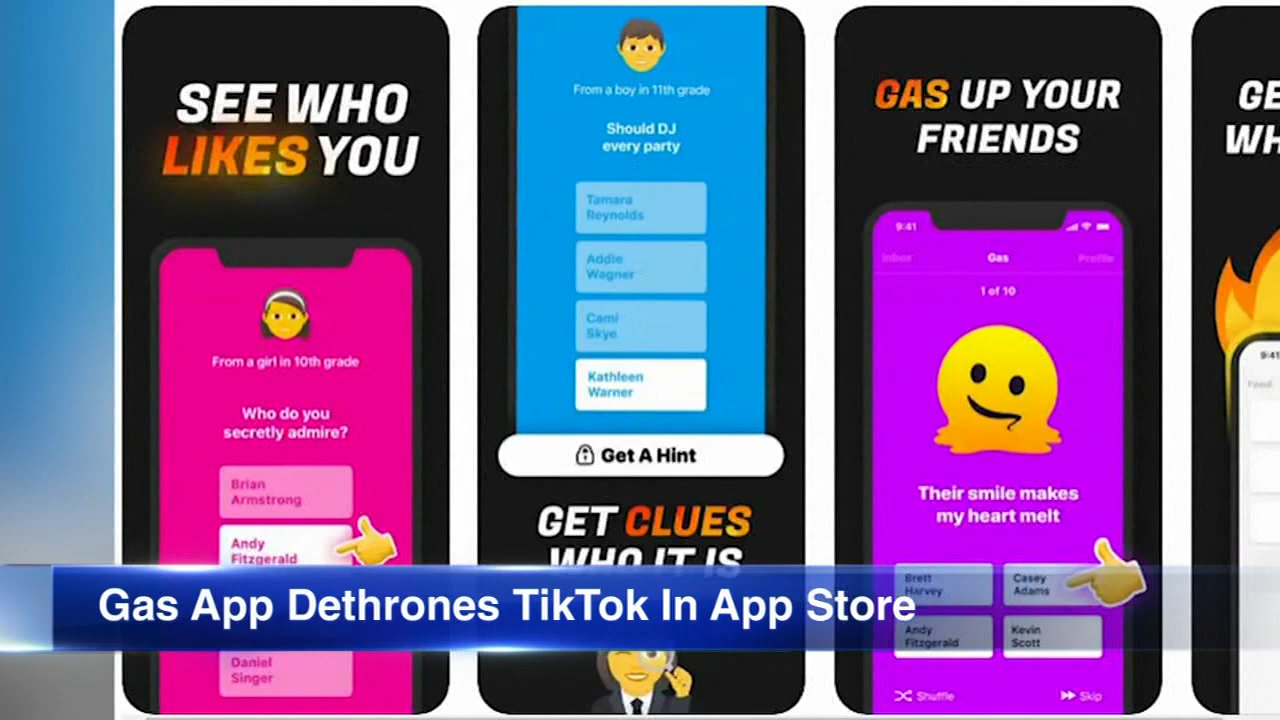 SEE WHO
LIKES YOU
From a girl in 10th grade
Who do you
secretly admire?
Brian
Armstrong
Andy
Fitzgerald
Daniel
Singer
From a boy in 11th grade
Should DJ
every party
Tamara
Reynolds
Addie
Wagner
Cami
Skye
Kathleen
Warner
Get A Hint
GET CLUES
WHO IT IS
GAS UP YOUR
FRIENDS
9:41
Inbox
Gas
Profile
1 of 10
Their smile makes
my heart melt
Brett
Harvey
Casey
Adams
Andy
Fitzgerald
Kevin
Scott
Shuffle
Skip
GE
WH
9:41
Gas App Dethrones TikTok In App Store